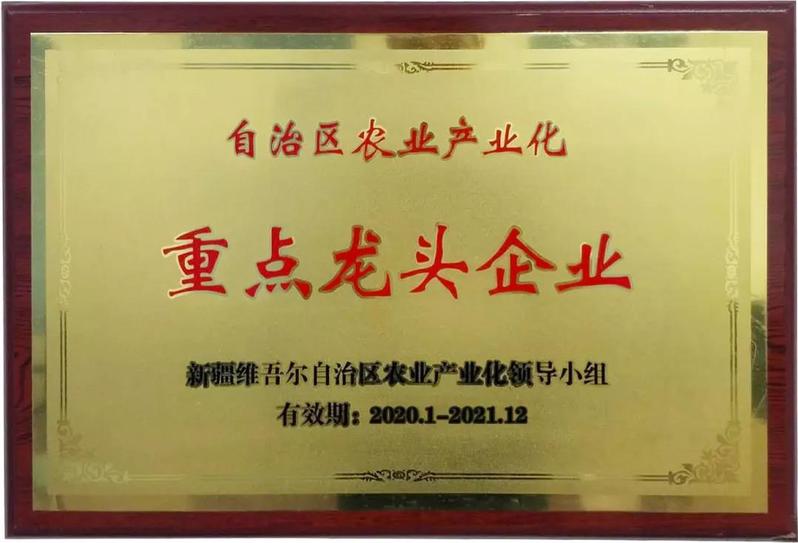 自治区农业产业化
重点龙头企业
新疆维吾尔自治区农业产业化领导小组
有效期：2020.1-2021.12